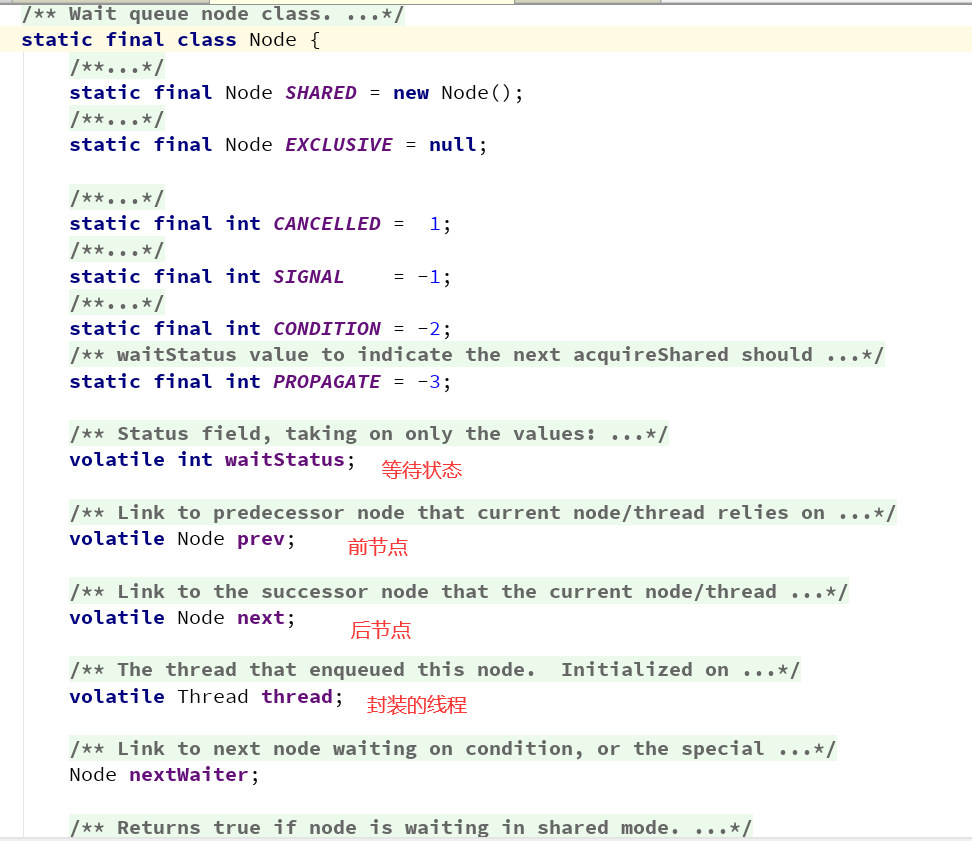 /** Wait queue node class. ...*/
static final class Node {
/**...*/
static final Node SHARED = new Node();
/**...*/
static final Node EXCLUSIVE = null;
/**...*/
static final int CANCELLED =  1;
/**...*/
static final int SIGNAL    = -1;
/**...*/
static final int CONDITION = -2;
/** waitStatus value to indicate the next acquireShared should ...*/
static final int PROPAGATE = -3;
/** Status field, taking on only the values: ...*/
volatile int waitStatus; 等待状态
/** Link to predecessor node that current node/thread relies on ...*/
volatile Node prev; 前节点
/** Link to the successor node that the current node/thread ...*/
volatile Node next; 后节点
/** The thread that enqueued this node.  Initialized on ...*/
volatile Thread thread; 封装的线程
/** Link to next node waiting on condition, or the special ...*/
Node nextWaiter;
/** Returns true if node is waiting in shared mode. ...*/